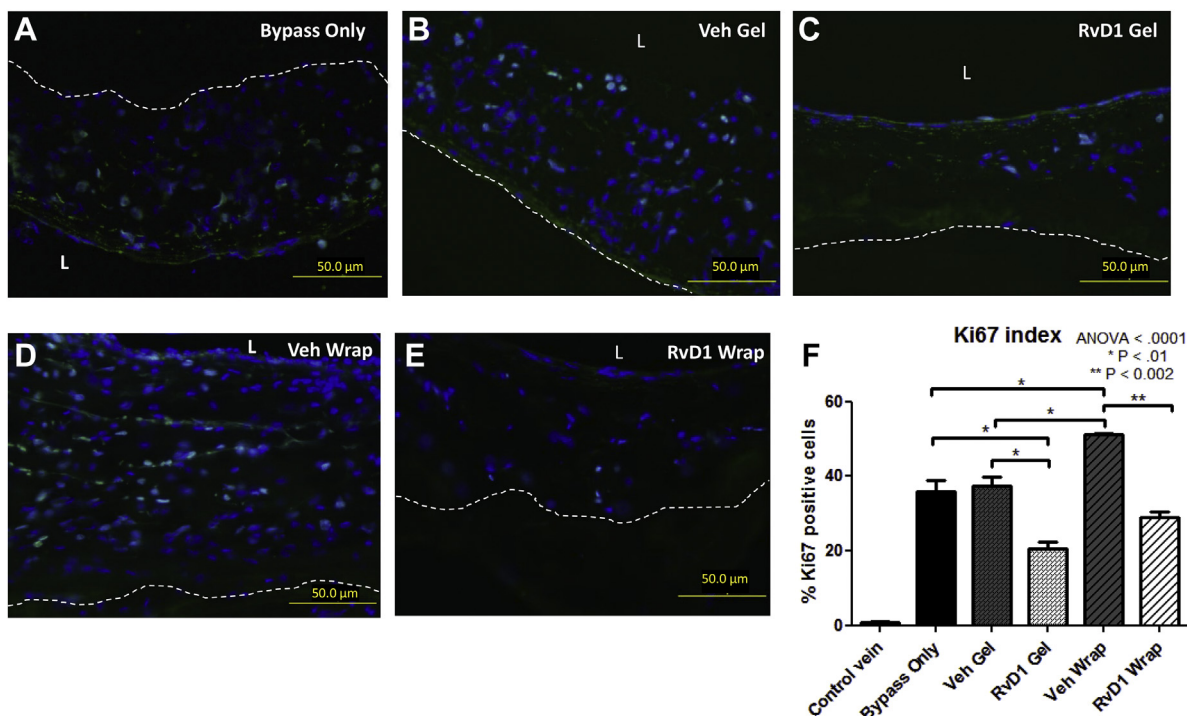 A
Bypass Only
L
50.0 µm
B
Veh Gel
L
50.0 µm
C
RvD1 Gel
L
50.0 µm
D
L
Veh Wrap
50.0 µm
E
L
RvD1 Wrap
50.0 µm
F
Ki67 index
ANOVA < .0001
* P < .01
** P < 0.002
*
*
**
*
*
% Ki67 positive cells
60
40
20
0
Control vein
Bypass Only
Veh Gel
RvD1 Gel
Veh Wrap
RvD1 Wrap